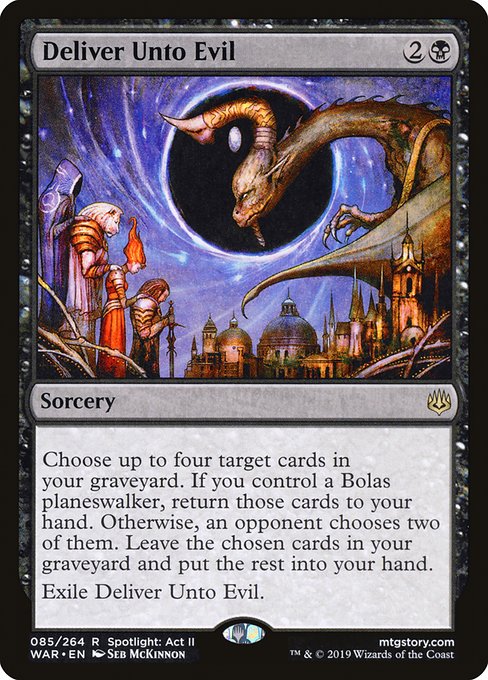 Deliver Unto Evil 2
Sorcery
Choose up to four target cards in
your graveyard. If you control a Bolas
planeswalker, return those cards to your
hand. Otherwise, an opponent chooses two
of them. Leave the chosen cards in your
graveyard and put the rest into your hand.
Exile Deliver Unto Evil.
085/264 R Spotlight: Act II mtgstory.com
WAR • EN Seb McKinnon ™ & © 2019 Wizards of the Coast